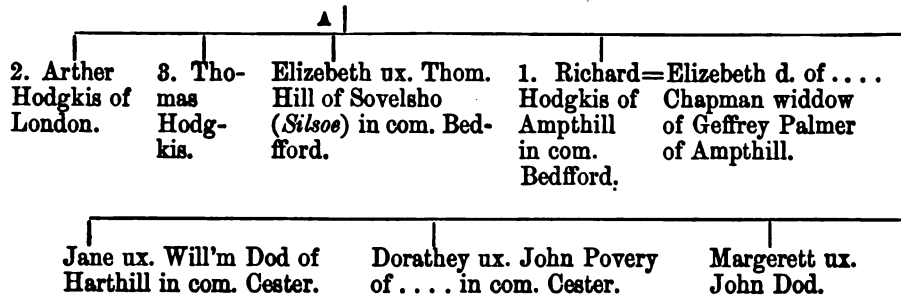 A
2. Arther
Hodgkis of
London.
3. Tho-
mas
Hodg-
kis.
Elizebeth ux. Thom.
Hill of Sovelsho
(Silsoe) in com. Bed-
fford.
1. Richard=Elizebeth d. of ....
Hodgkis of
Ampthill
in com.
Bedfford.
Chapman widdow
of Geffrey Palmer
of Ampthill.
Jane ux. Will'm Dod of
Harthill in com. Cester.
Dorathey ux. John Povery
of .... in com. Cester.
Margerett ux.
John Dod.